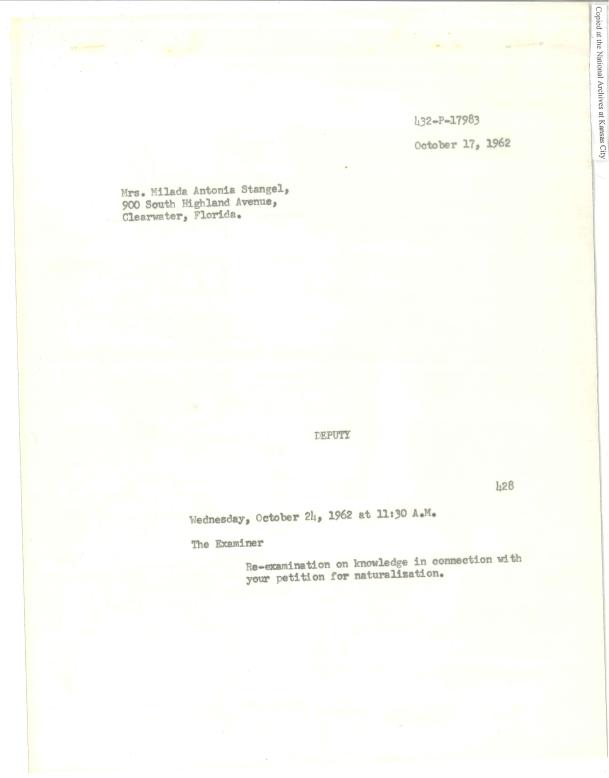 Copied at the National Archives at Kansas City
432-P-17983
October 17, 1962
Mrs. Milada Antonia Stangel,
900 South Highland Avenue,
Clearwater, Florida.
DEPUTY
428
Wednesday, October 24, 1962 at 11:30 A.M.
The Examiner
Re-examination on knowledge in connection with
your petition for naturalization.